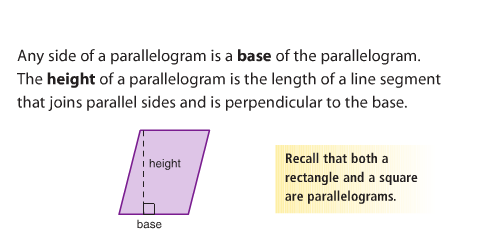 Any side of a parallelogram is a base of the parallelogram.
The height of a parallelogram is the length of a line segment
that joins parallel sides and is perpendicular to the base.
height
base
Recall that both a
rectangle and a square
are parallelograms.